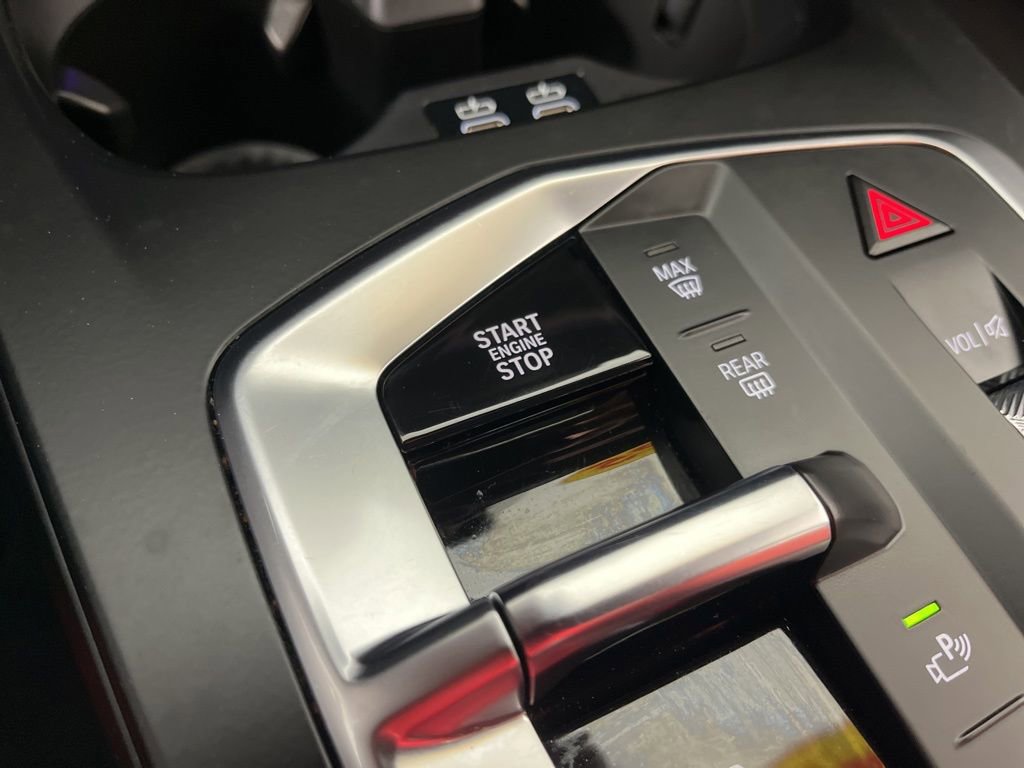 START
ENGINE
STOP
MAX
REAR
VOL
P